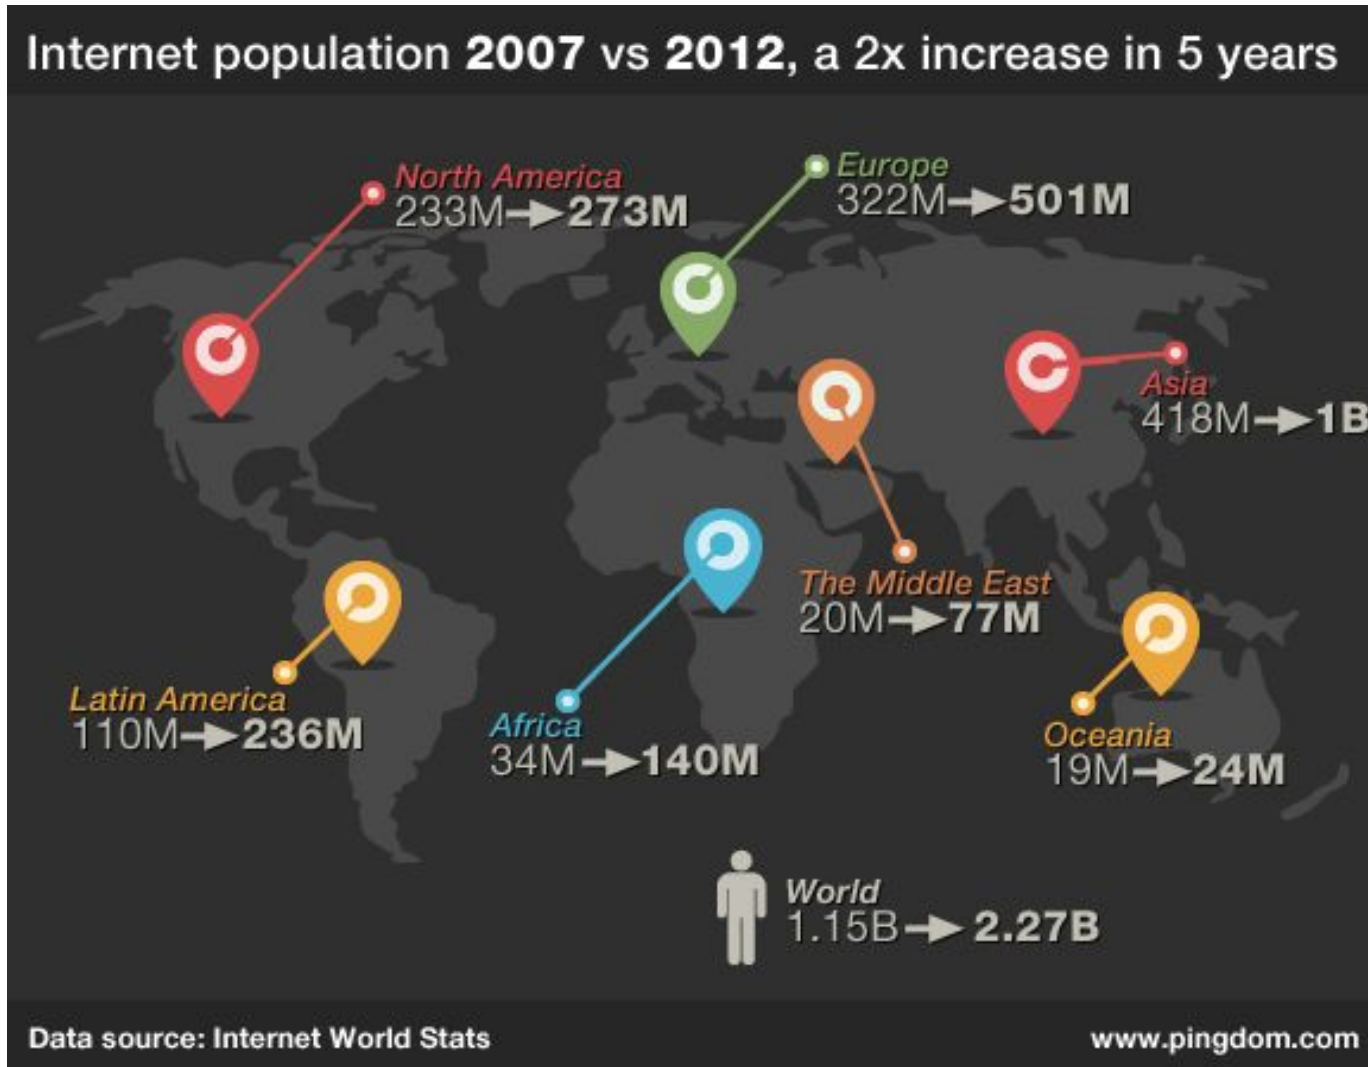 Internet population 2007 vs 2012, a 2x increase in 5 years
North America
233M→273M
Europe
322M→501M
Asia
418M→1B
The Middle East
20M→77M
Latin America
110M→236M
Africa
34M→140M
Oceania
19M→24M
World
1.15B→ 2.27B
Data source: Internet World Stats
www.pingdom.com